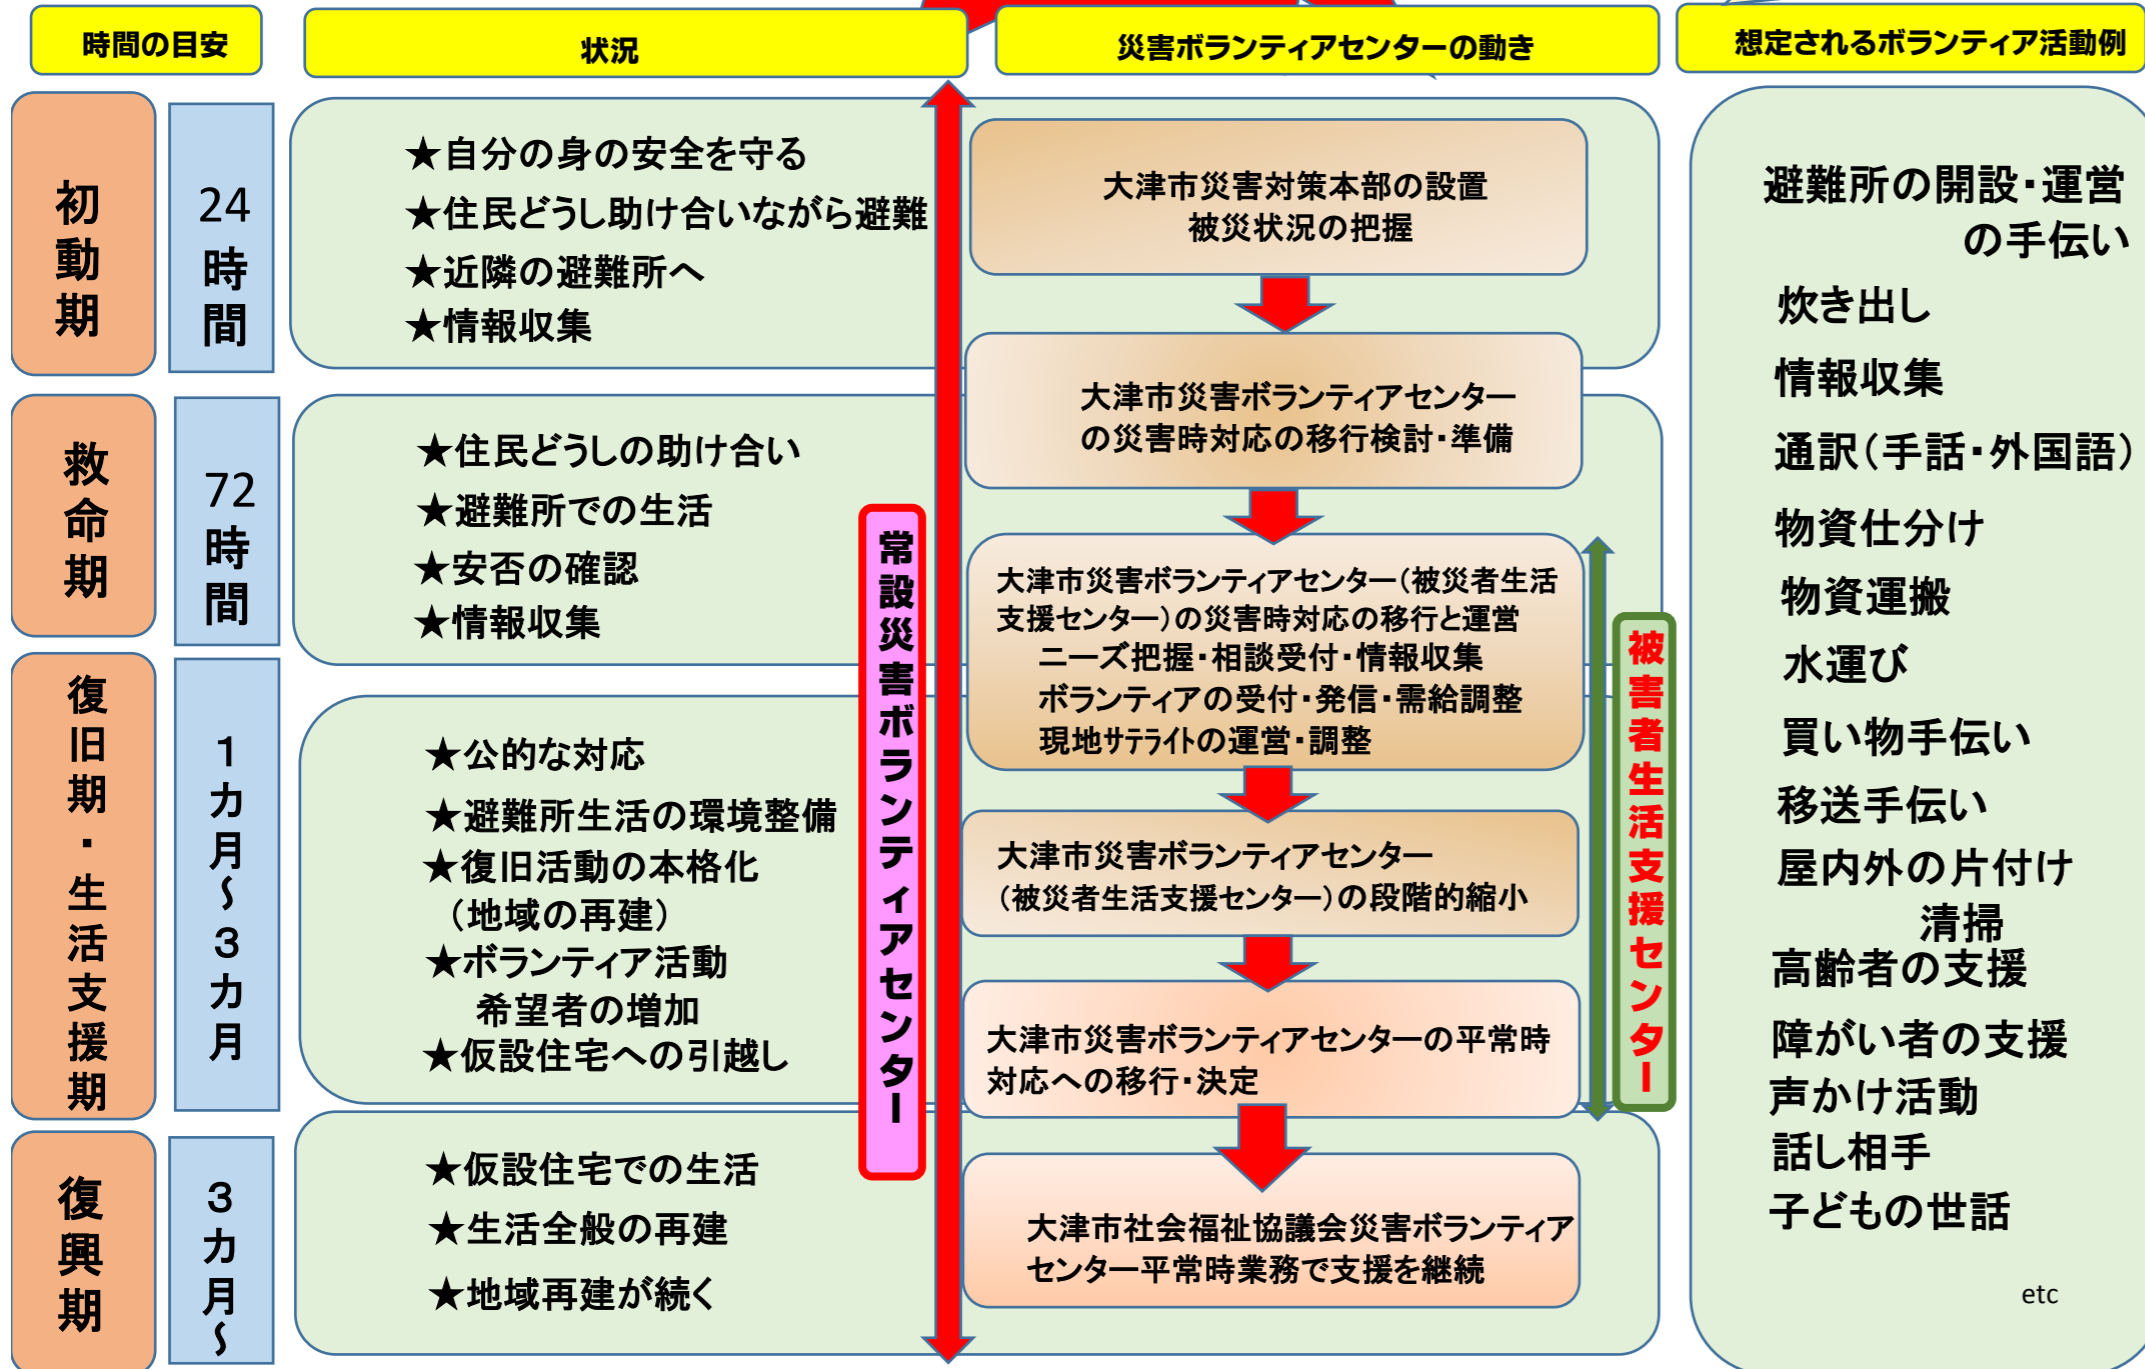 時間の目安
状況
災害ボランティアセンターの動き
想定されるボランティア活動例
初動期
24時間
★自分の身の安全を守る
★住民どうし助け合いながら避難
★近隣の避難所へ
★情報収集
大津市災害対策本部の設置
被災状況の把握
大津市災害ボランティアセンター
の災害時対応の移行検討・準備
救命期
72時間
★住民どうしの助け合い
★避難所での生活
★安否の確認
★情報収集
大津市災害ボランティアセンター（被災者生活
支援センター）の災害時対応の移行と運営
ニーズ把握・相談受付・情報収集
ボランティアの受付・発信・需給調整
現地ｻﾃﾗｲﾄの運営・調整
復旧期・生活支援期
１カ月～３カ月
★公的な対応
★避難所生活の環境整備
★復旧活動の本格化
（地域の再建）
★ボランティア活動
希望者の増加
★仮設住宅への引越し
大津市災害ボランティアセンター
（被災者生活支援センター）の段階的縮小
大津市災害ボランティアセンターの平常時
対応への移行・決定
復興期
３カ月～
★仮設住宅での生活
★生活全般の再建
★地域再建が続く
大津市社会福祉協議会災害ボランティア
センター平常時業務で支援を継続
常設災害ボランティアセンター
被害者生活支援センター
避難所の開設・運営
の手伝い
炊き出し
情報収集
通訳（手話・外国語）
物資仕分け
物資運搬
水運び
買い物手伝い
移送手伝い
屋内外の片付け
清掃
高齢者の支援
障がい者の支援
声かけ活動
話し相手
子どもの世話
etc